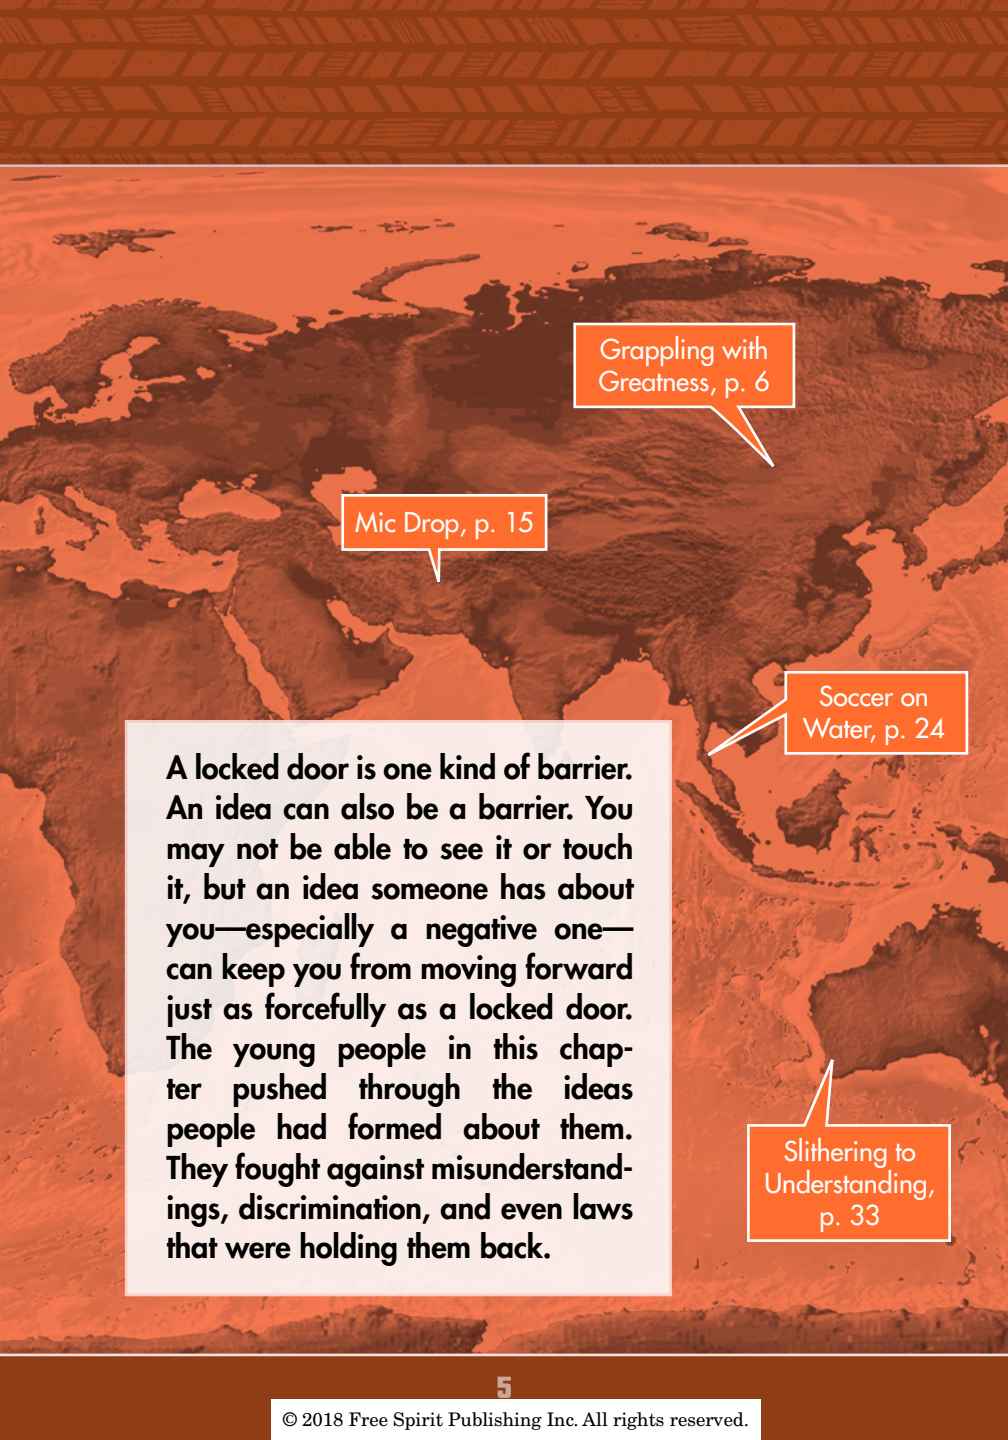 Grappling with
Greatness, p. 6
Mic Drop, p. 15
Soccer on
Water, p. 24
A locked door is one kind of barrier.
An idea can also be a barrier. You
may not be able to see it or touch
it, but an idea someone has about
you—especially a negative one—
can keep you from moving forward
just as forcefully as a locked door.
The young people in this chap-
ter pushed through the ideas
people had formed about them.
They fought against misunderstand-
ings, discrimination, and even laws
that were holding them back.
Slithering to
Understanding,
p. 33
5
© 2018 Free Spirit Publishing Inc. All rights reserved.